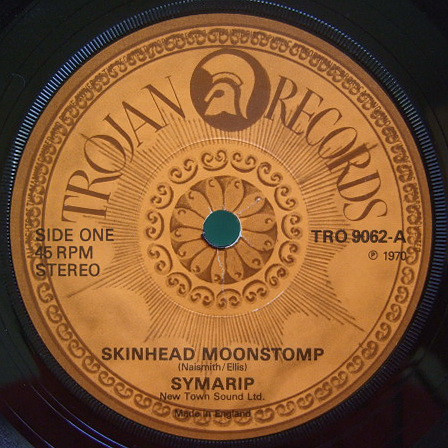 TROJAN RECORDS
SIDE ONE
45 RPM
STEREO
TRO 9062-A
℗ 1970
SKINHEAD MOONSTOMP
(Naismith/Ellis)
SYMARIP
New Town Sound Ltd.
Made in England